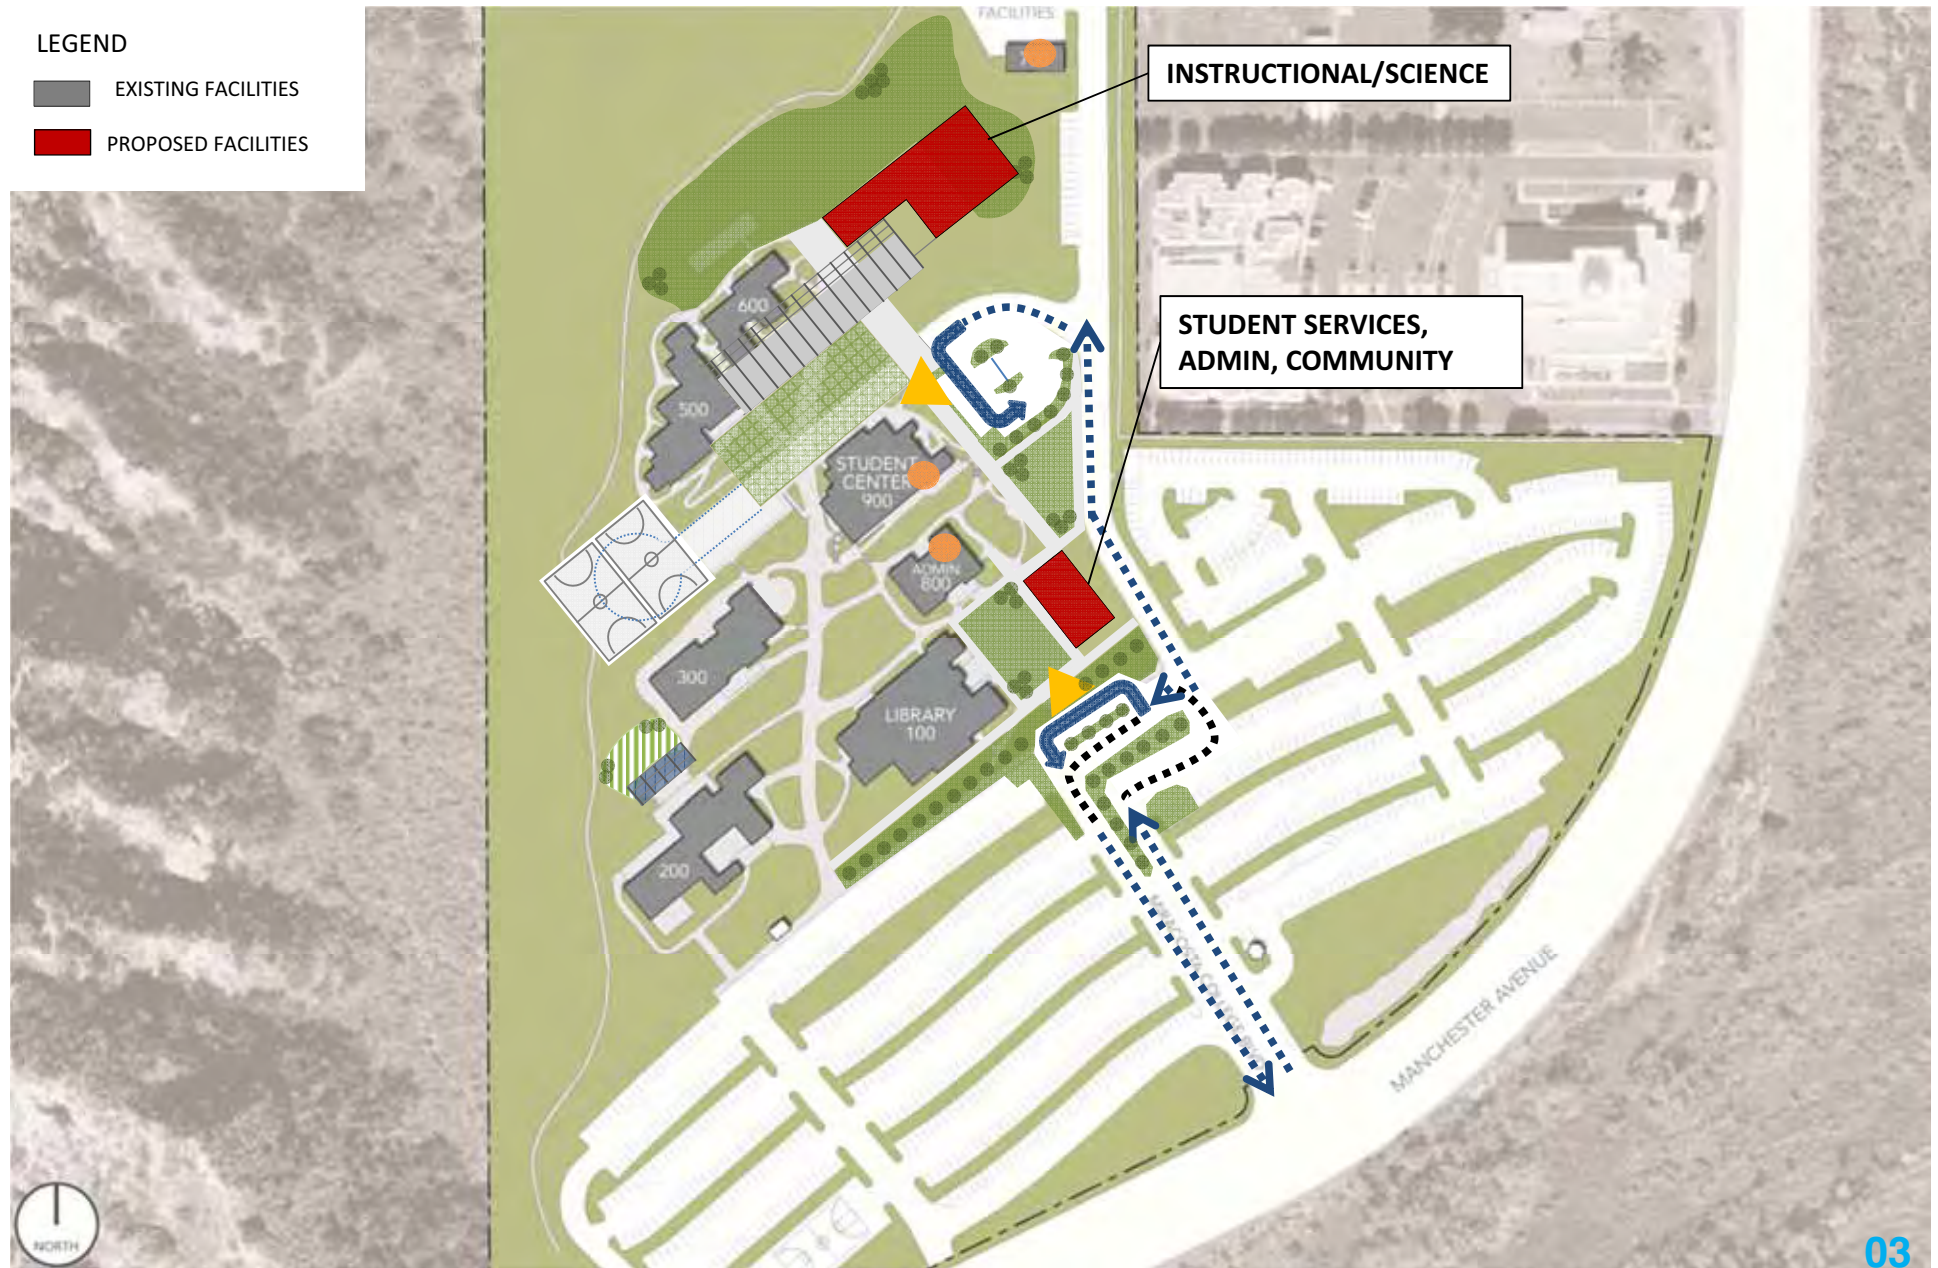 FACILITIES
LEGEND
EXISTING FACILITIES
PROPOSED FACILITIES
INSTRUCTIONAL/SCIENCE
600
STUDENT SERVICES,
ADMIN, COMMUNITY
500
STUDENT
CENTER
900
ADMIN
800
300
LIBRARY
100
200
MANCHESTER AVENUE
NORTH
03